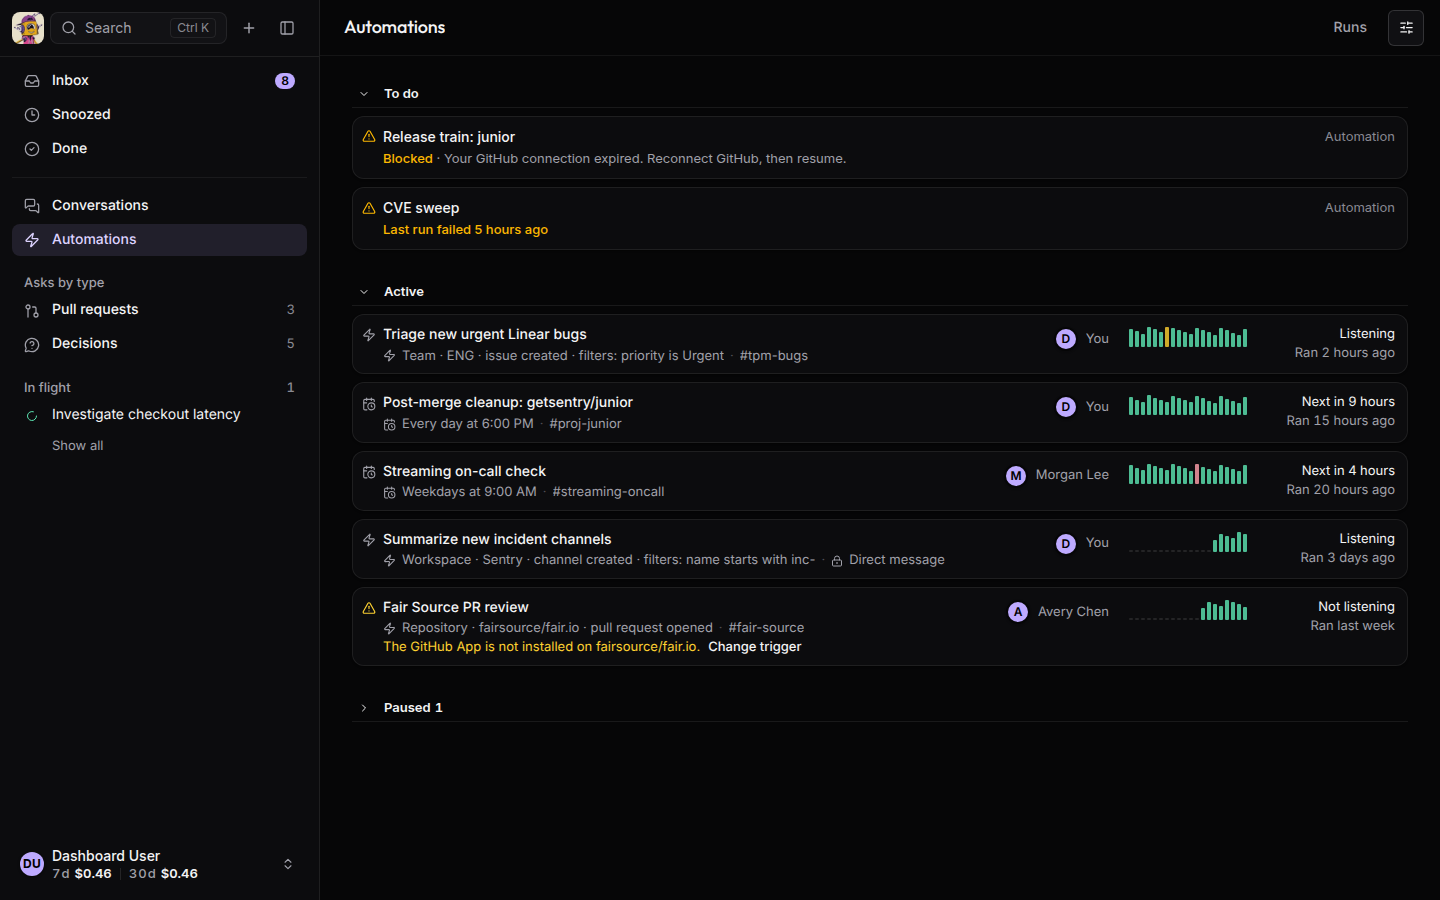 Search
Ctrl K
Inbox
8
Snoozed
Done
Conversations
Automations
Asks by type
Pull requests
3
Decisions
5
In flight
1
Investigate checkout latency
Show all
DU
Dashboard User
7d $0.46 | 30d $0.46
Automations
Runs
To do
Release train: junior
Automation
Blocked · Your GitHub connection expired. Reconnect GitHub, then resume.
CVE sweep
Automation
Last run failed 5 hours ago
Active
Triage new urgent Linear bugs
D You
Listening
Team · ENG · issue created · filters: priority is Urgent · #tpm-bugs
Ran 2 hours ago
Post-merge cleanup: getsentry/junior
D You
Next in 9 hours
Every day at 6:00 PM · #proj-junior
Ran 15 hours ago
Streaming on-call check
M Morgan Lee
Next in 4 hours
Weekdays at 9:00 AM · #streaming-oncall
Ran 20 hours ago
Summarize new incident channels
D You
Listening
Workspace · Sentry · channel created · filters: name starts with inc- · Direct message
Ran 3 days ago
Fair Source PR review
A Avery Chen
Not listening
Repository · fairsource/fair.io · pull request opened · #fair-source
Ran last week
The GitHub App is not installed on fairsource/fair.io. Change trigger
Paused 1